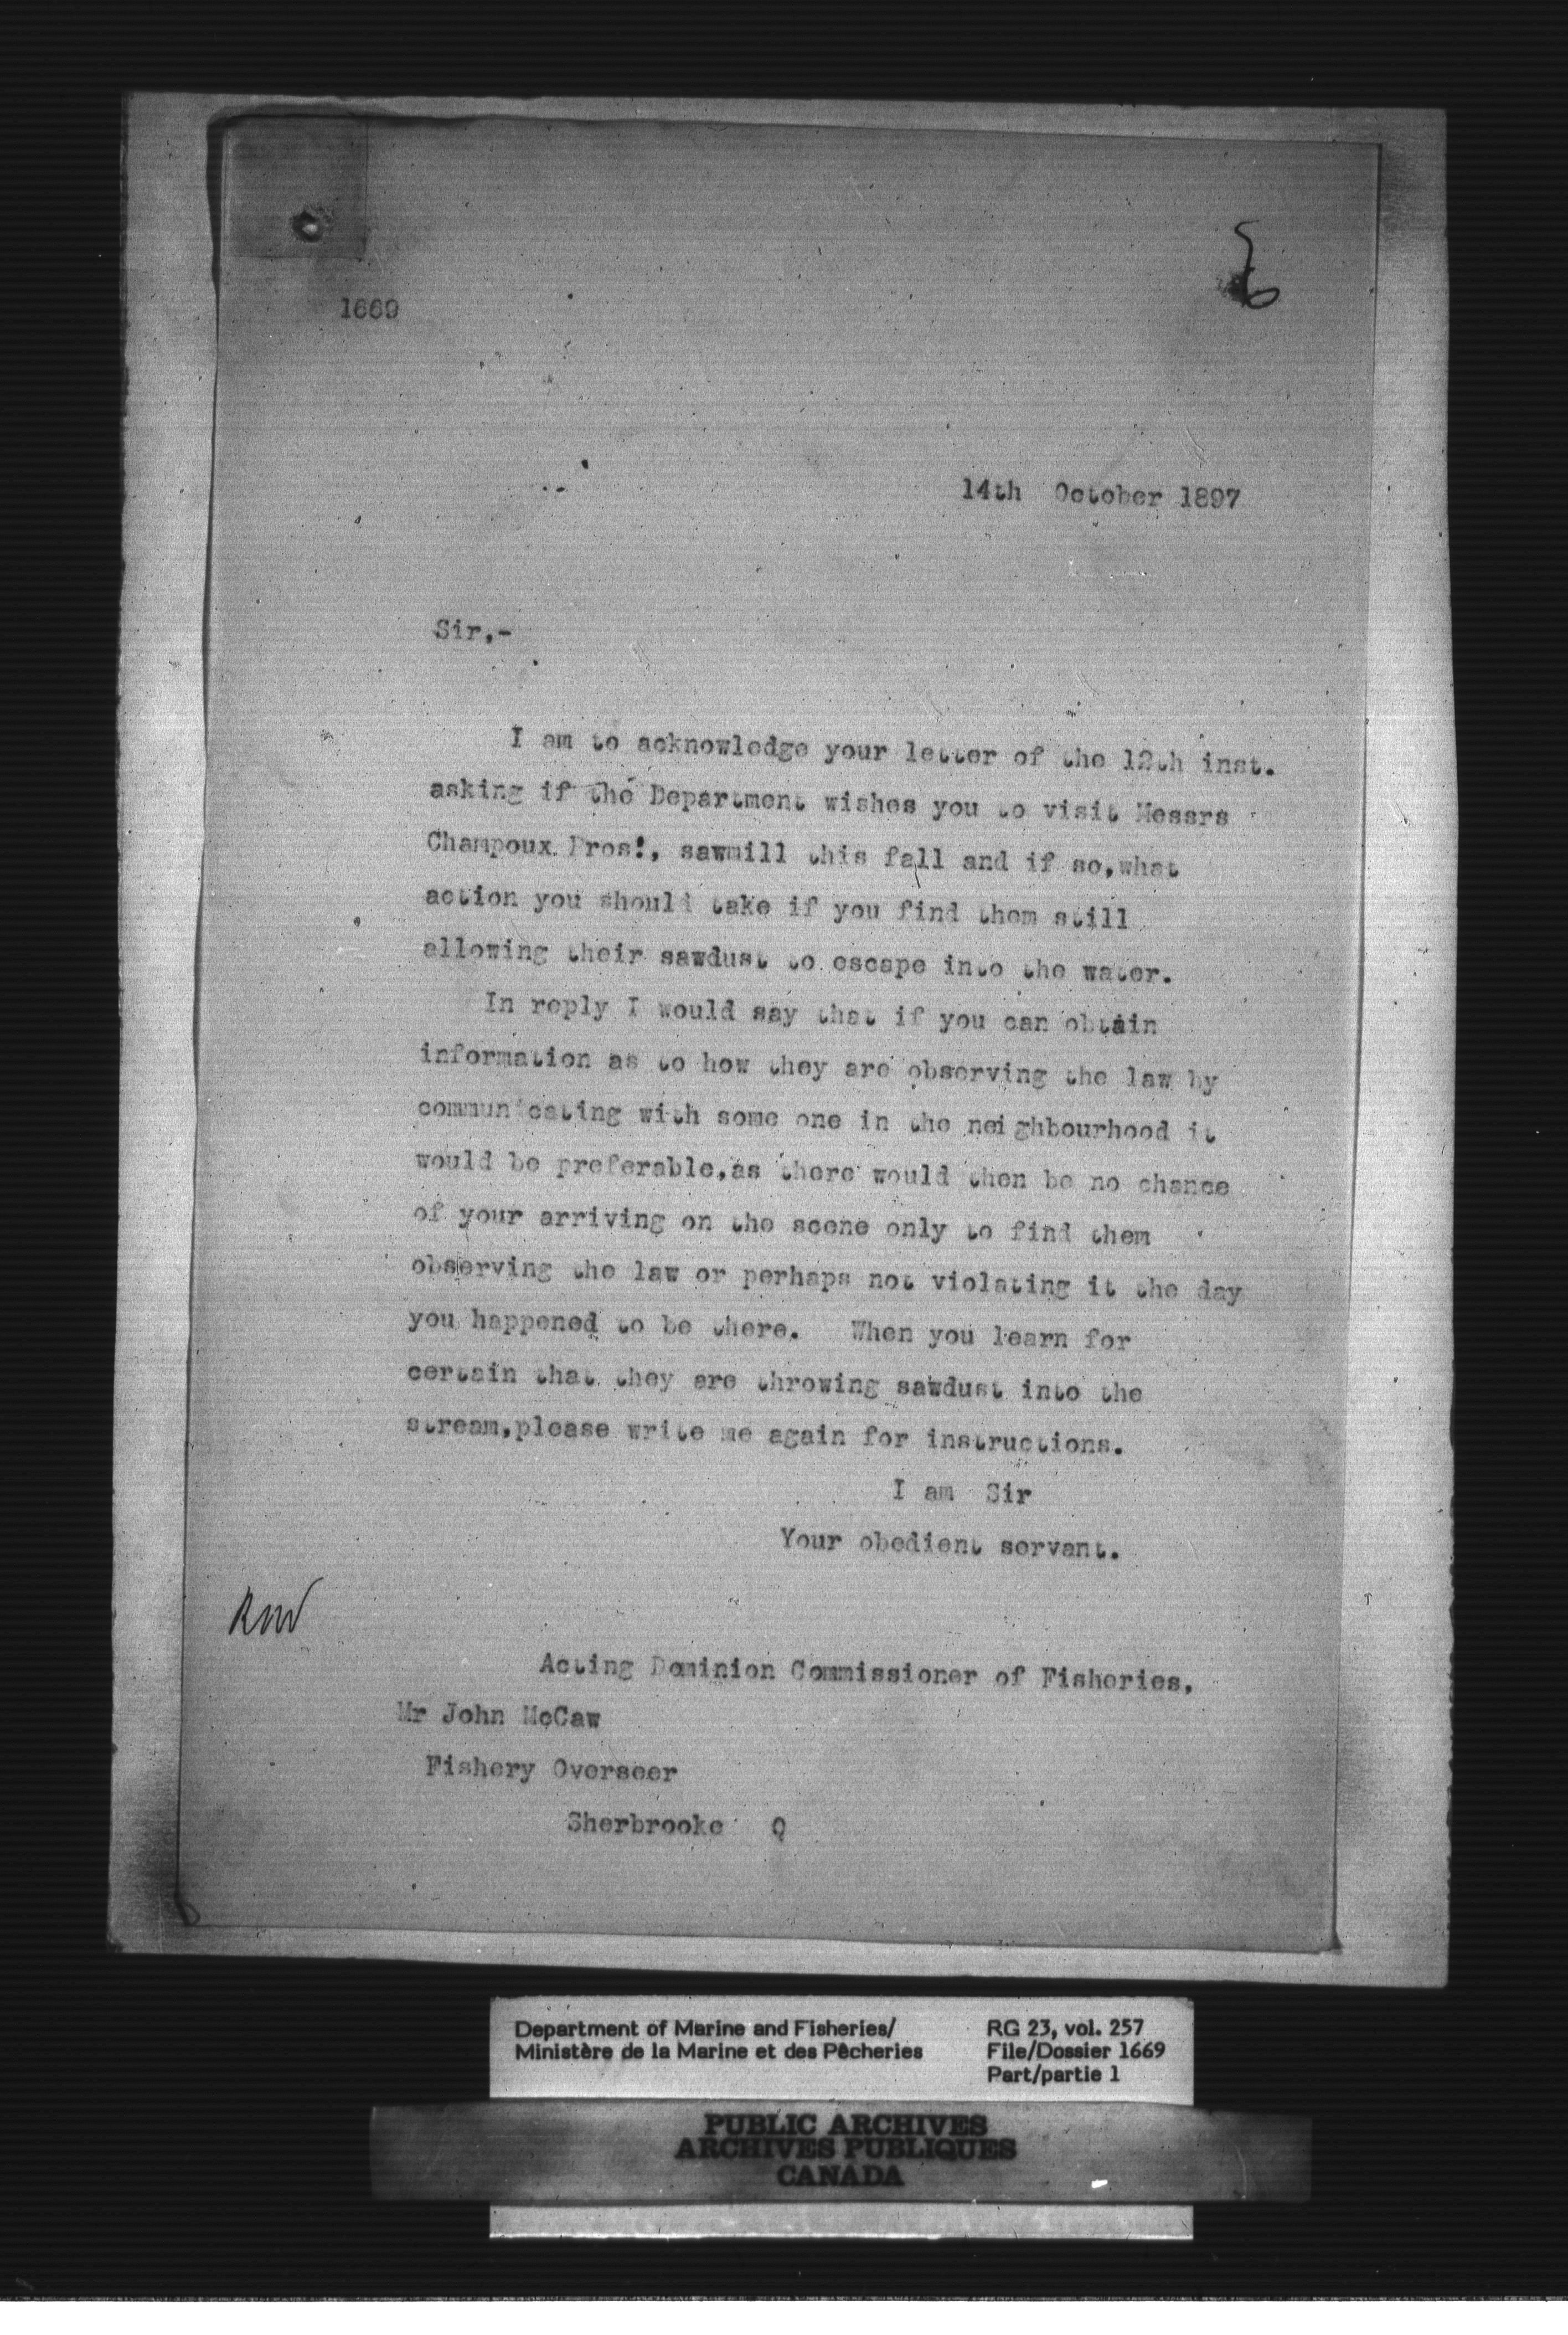 1669
14th October 1897
Sir,-
I am to acknowledge your letter of the 12th inst.
asking if the Department wishes you to visit Messrs
Champoux Bros!, sawmill this fall and if so,what
action you should take if you find them still
allowing their sawdust to escape into the water.
In reply I would say that if you can obtain
information as to how they are observing the law by
communicating with some one in the neighbourhood it
would be preferable,as there would then be no chance
of your arriving on the scene only to find them
observing the law or perhaps not violating it the day
you happened to be there. When you learn for
certain that they are throwing sawdust into the
stream,please write me again for instructions.
I am Sir
Your obedient servant.
Acting Dominion Commissioner of Fisheries,
Mr John McCaw
Fishery Overseer
Sherbrooke Q
Department of Marine and Fisheries/
Ministère de la Marine et des Pêcheries
RG 23, vol. 257
File/Dossier 1669
Part/partie 1
PUBLIC ARCHIVES
ARCHIVES PUBLIQUES
CANADA